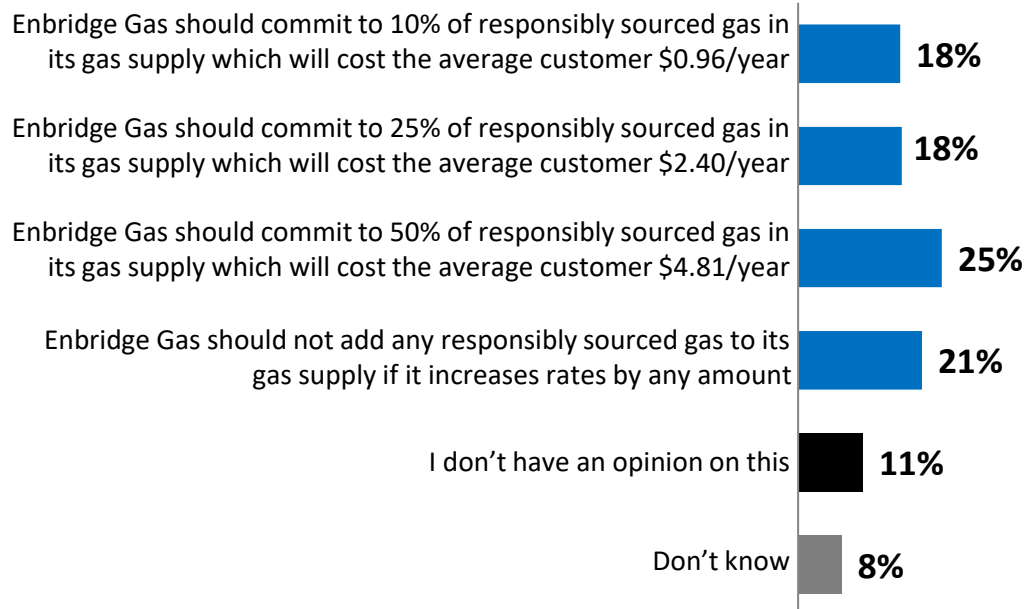 Enbridge Gas should commit to 10% of responsibly sourced gas in
its gas supply which will cost the average customer $0.96/year
18%
Enbridge Gas should commit to 25% of responsibly sourced gas in
its gas supply which will cost the average customer $2.40/year
18%
Enbridge Gas should commit to 50% of responsibly sourced gas in
its gas supply which will cost the average customer $4.81/year
25%
Enbridge Gas should not add any responsibly sourced gas to its
gas supply if it increases rates by any amount
21%
I don’t have an opinion on this
11%
Don’t know
8%